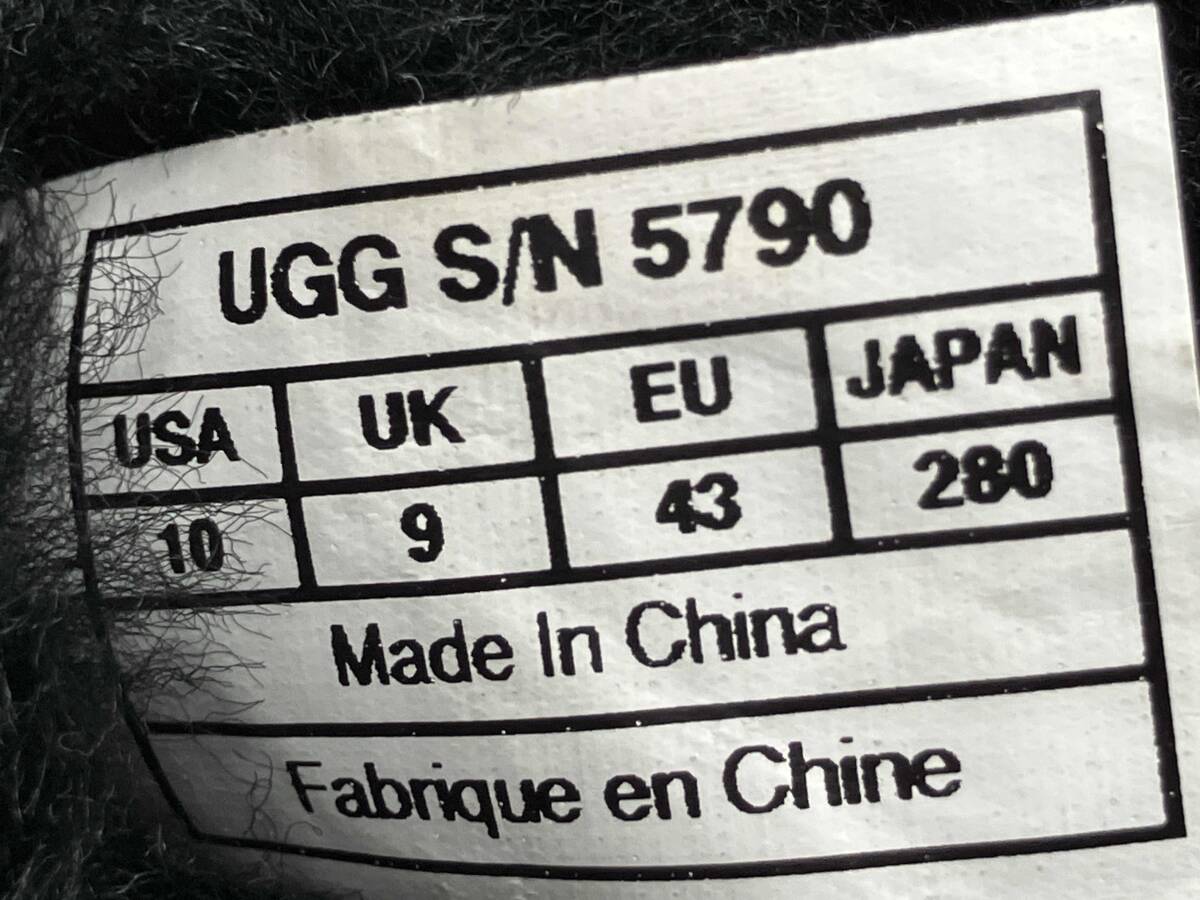 UGG S/N 5790
USA UK EU JAPAN
10 9 43 280
Made In China
Fabrique en Chine